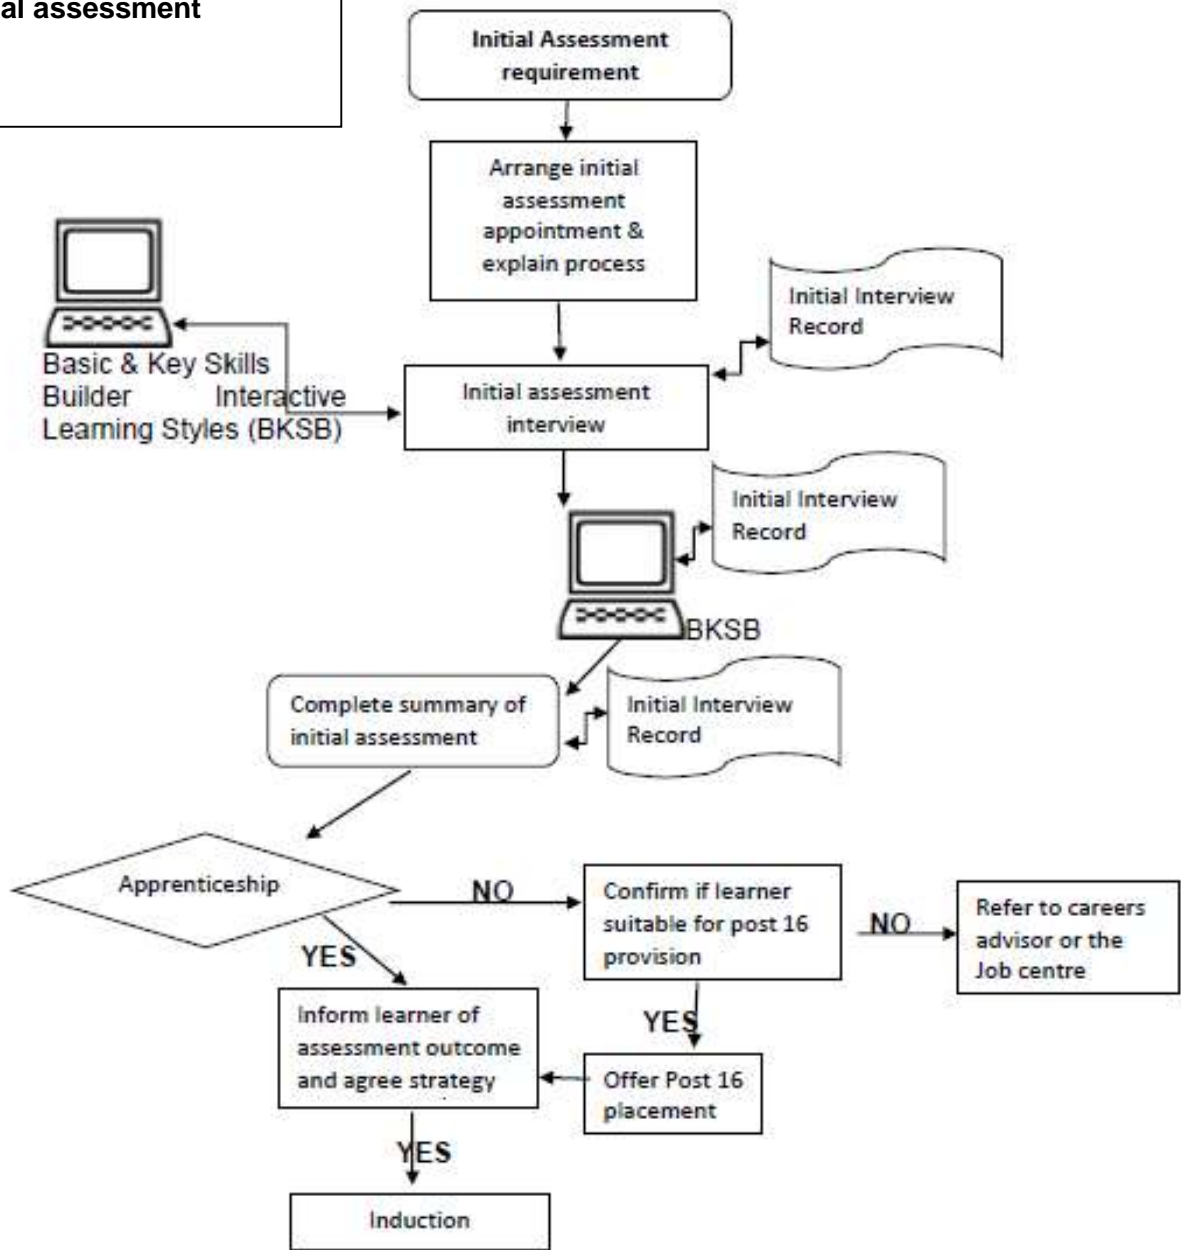 al assessment
Initial Assessment
requirement
Arrange initial
assessment
appointment &
explain process
Initial Interview
Record
Basic & Key Skills
Builder Interactive
Learning Styles (BKSB)
Initial assessment
interview
Initial Interview
Record
BKSB
Complete summary of
initial assessment
Initial Interview
Record
Apprenticeship
NO
Confirm if learner
suitable for post 16
provision
NO
Refer to careers
advisor or the
Job centre
YES
Inform learner of
assessment outcome
and agree strategy
YES
Offer Post 16
placement
YES
Induction